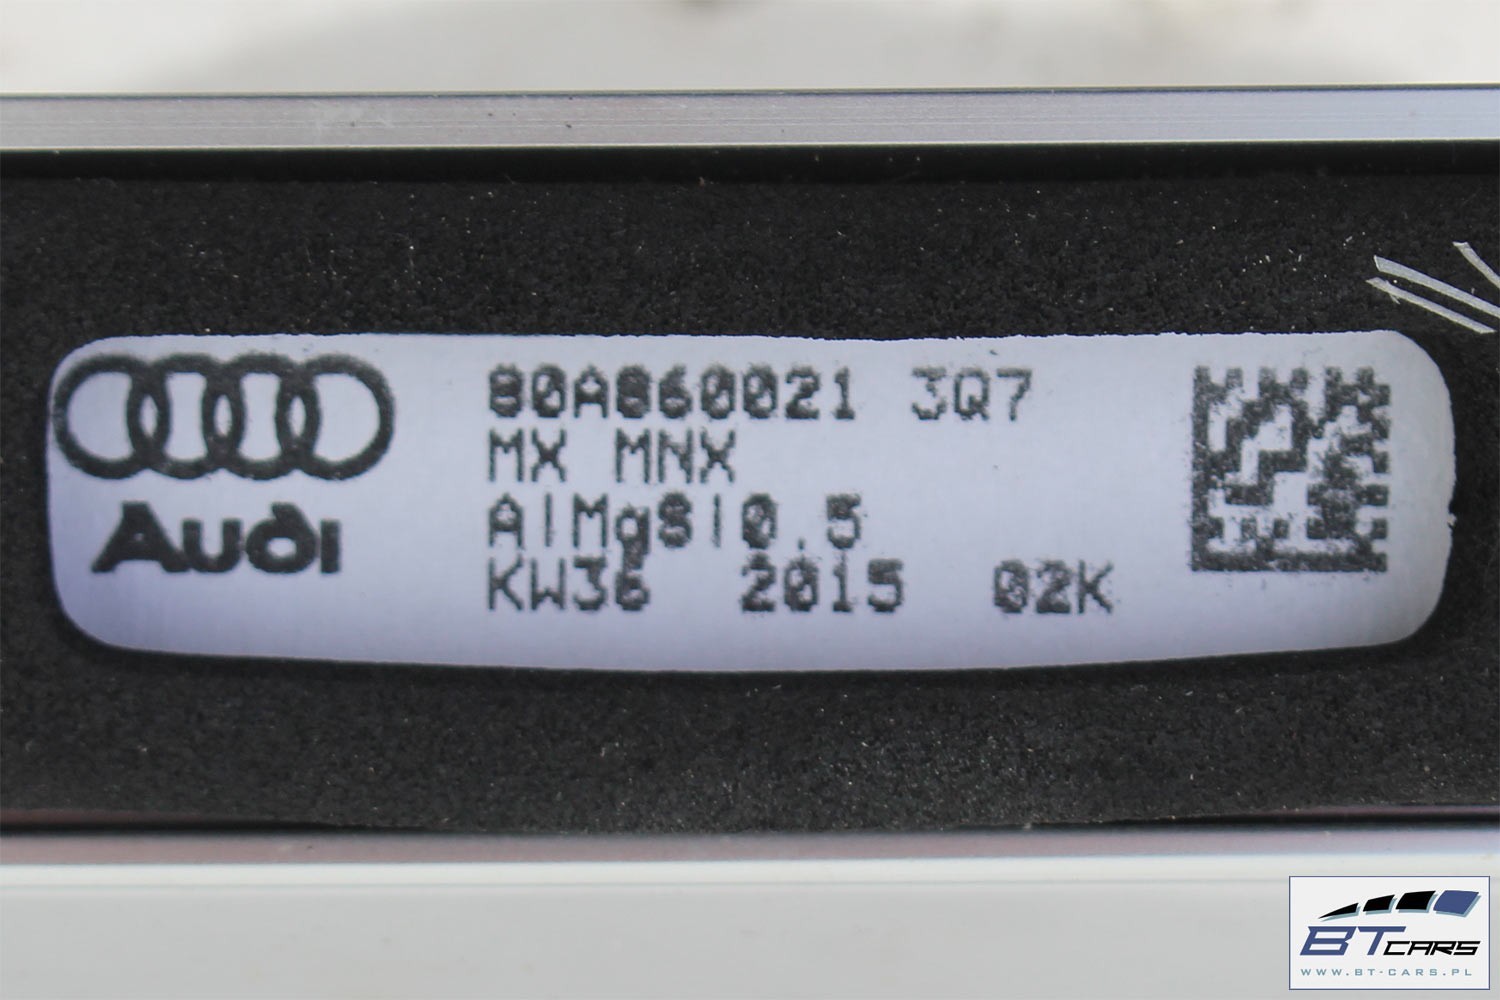 Audi
80A860021 3Q7
MX MNX
AlMgSi0.5
KW36 2015 02K
BT CARS
WWW.BT-CARS.PL